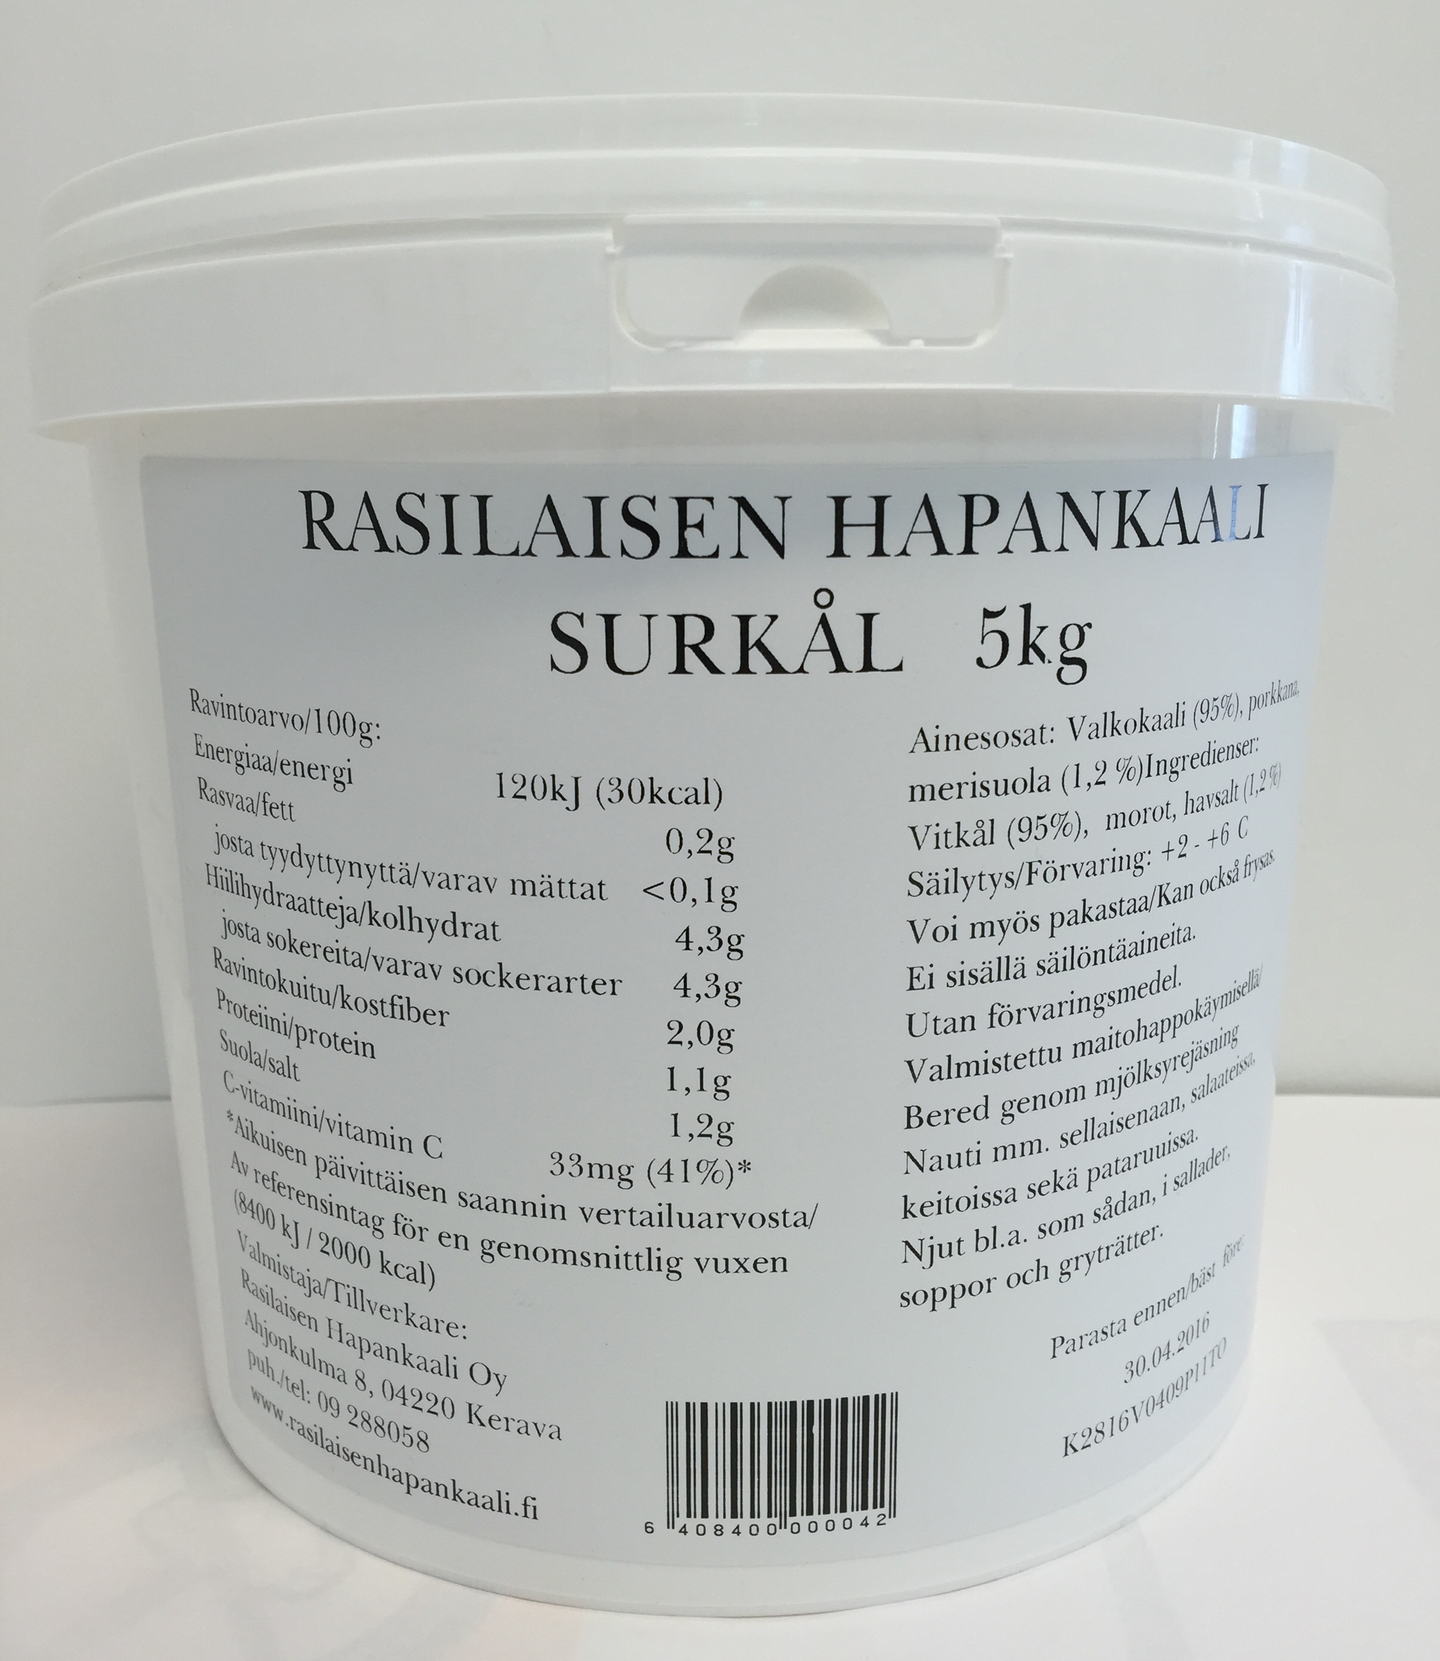 RASILAISEN HAPANKAALI
SURKÅL 5kg
Ravintoarvo/100g:
Energiaa/energi 120kJ (30kcal)
Rasvaa/fett 0,2g
josta tyydyttynyttä/varav mättat <0,1g
Hiilihydraatteja/kolhydrat 4,3g
josta sokereita/varav sockerarter 4,3g
Ravintokuitu/kostfiber 2,0g
Proteiini/protein 1,1g
Suola/salt 1,2g
C-vitamiini/vitamin C 33mg (41%)*
*Aikuisen päivittäisen saannin vertailuarvosta/
Av referensintag för en genomsnittlig vuxen
(8400 kJ / 2000 kcal)
Valmistaja/Tillverkare:
Rasilaisen Hapankaali Oy
Ahjonkulma 8, 04220 Kerava
puh./tel: 09 288058
www.rasilaisenhapankaali.fi
Ainesosat: Valkokaali (95%), porkkana,
merisuola (1,2 %)Ingredienser:
Vitkål (95%), morot, havsalt (1,2 %)
Säilytys/Förvaring: +2 - +6 C
Voi myös pakastaa/Kan också frysas.
Ei sisällä säilöntäaineita.
Utan förvaringsmedel.
Valmistettu maitohappokäymisellä/
Bered genom mjölksyrejäsning
Nauti mm. sellaisenaan, salaateissa,
keitoissa sekä pataruuissa.
Njut bl.a. som sådan, i sallader,
soppor och gryträtter.
Parasta ennen/bäst före:
30.04.2016
K2816V0409P11TO
6 408400 000042